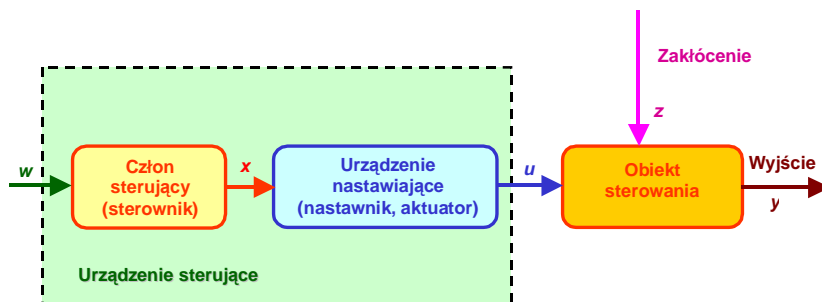 Zakłócenie
z
w
Człon
sterujący
(sterownik)
x
Urządzenie
nastawiające
(nastawnik, aktuator)
u
Obiekt
sterowania
Wyjście
y
Urządzenie sterujące